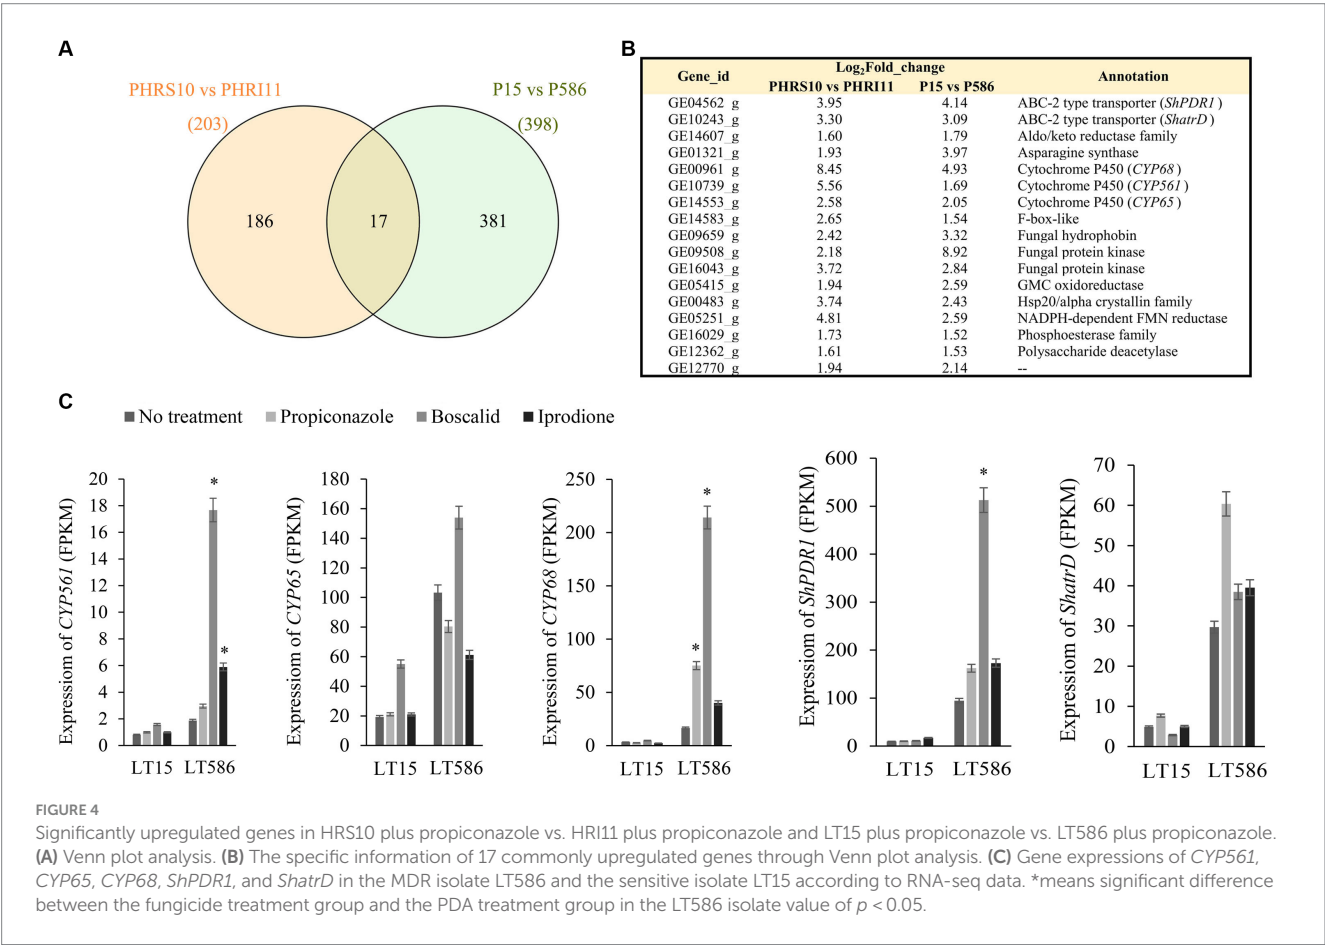 A
PHRS10 vs PHRI11
(203)
P15 vs P586
(398)
186
17
381
B
Gene_id Log2Fold_change Annotation
PHRS10 vs PHRI11 P15 vs P586
GE04562_g 3.95 4.14 ABC-2 type transporter (ShPDR1)
GE10243_g 3.30 3.09 ABC-2 type transporter (ShatrD)
GE14607_g 1.60 1.79 Aldo/keto reductase family
GE01321_g 1.93 3.97 Asparagine synthase
GE00961_g 8.45 4.93 Cytochrome P450 (CYP68)
GE10739_g 5.56 1.69 Cytochrome P450 (CYP561)
GE14553_g 2.58 2.05 Cytochrome P450 (CYP65)
GE14583_g 2.65 1.54 F-box-like
GE09659_g 2.42 3.32 Fungal hydrophobin
GE09508_g 2.18 8.92 Fungal protein kinase
GE16043_g 3.72 2.84 Fungal protein kinase
GE05415_g 1.94 2.59 GMC oxidoreductase
GE00483_g 3.74 2.43 Hsp20/alpha crystallin family
GE05251_g 4.81 2.59 NADPH-dependent FMN reductase
GE16029_g 1.73 1.52 Phosphoesterase family
GE12362_g 1.61 1.53 Polysaccharide deacetylase
GE12770_g 1.94 2.14 --
C
No treatment Propiconazole Boscalid Iprodione
Expressiom of CYP561 (FPKM)
20
18
16
14
12
10
8
6
4
2
0
*
*
LT15 LT586
Expressiom of CYP65 (FPKM)
180
160
140
120
100
80
60
40
20
0
LT15 LT586
Expressiom of CYP68 (FPKM)
250
200
150
100
50
0
*
*
LT15 LT586
Expressiom of ShPDR1 (FPKM)
600
500
400
300
200
100
0
*
LT15 LT586
Expressiom of ShatrD (FPKM)
70
60
50
40
30
20
10
0
LT15 LT586
FIGURE 4
Significantly upregulated genes in HRS10 plus propiconazole vs. HRI11 plus propiconazole and LT15 plus propiconazole vs. LT586 plus propiconazole.
(A) Venn plot analysis. (B) The specific information of 17 commonly upregulated genes through Venn plot analysis. (C) Gene expressions of CYP561,
CYP65, CYP68, ShPDR1, and ShatrD in the MDR isolate LT586 and the sensitive isolate LT15 according to RNA-seq data. *means significant difference
between the fungicide treatment group and the PDA treatment group in the LT586 isolate value of p < 0.05.